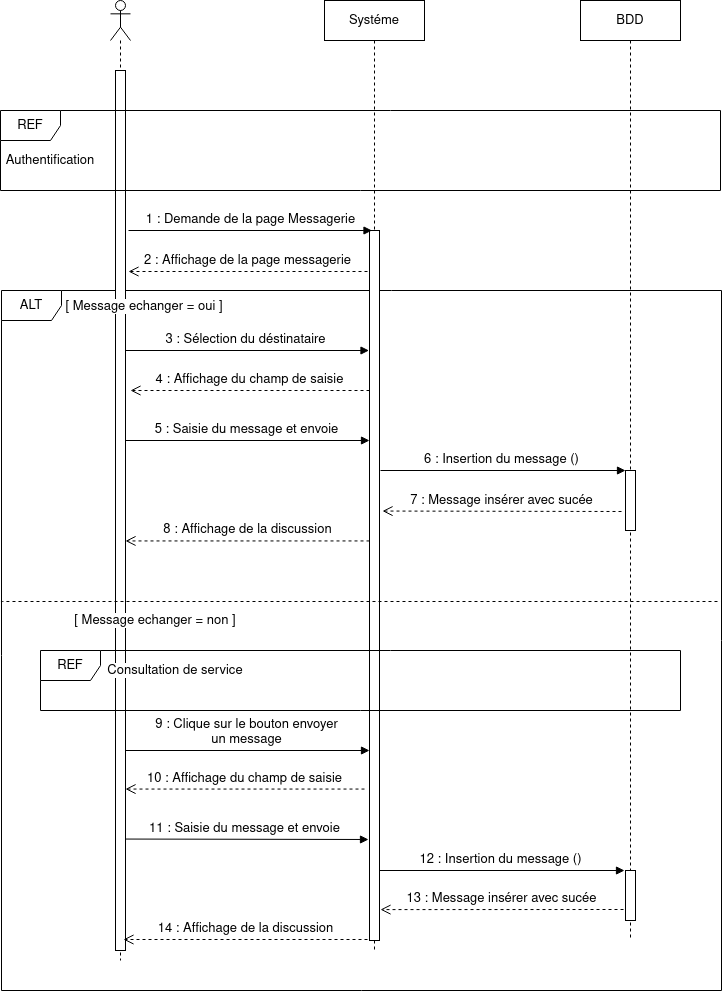 Systéme
BDD
REF
Authentification
1 : Demande de la page Messagerie
2 : Affichage de la page messagerie
ALT
[ Message echanger = oui ]
3 : Sélection du déstinataire
4 : Affichage du champ de saisie
5 : Saisie du message et envoie
6 : Insertion du message ()
7 : Message insérer avec sucée
8 : Affichage de la discussion
[ Message echanger = non ]
REF
Consultation de service
9 : Clique sur le bouton envoyer
un message
10 : Affichage du champ de saisie
11 : Saisie du message et envoie
12 : Insertion du message ()
13 : Message insérer avec sucée
14 : Affichage de la discussion